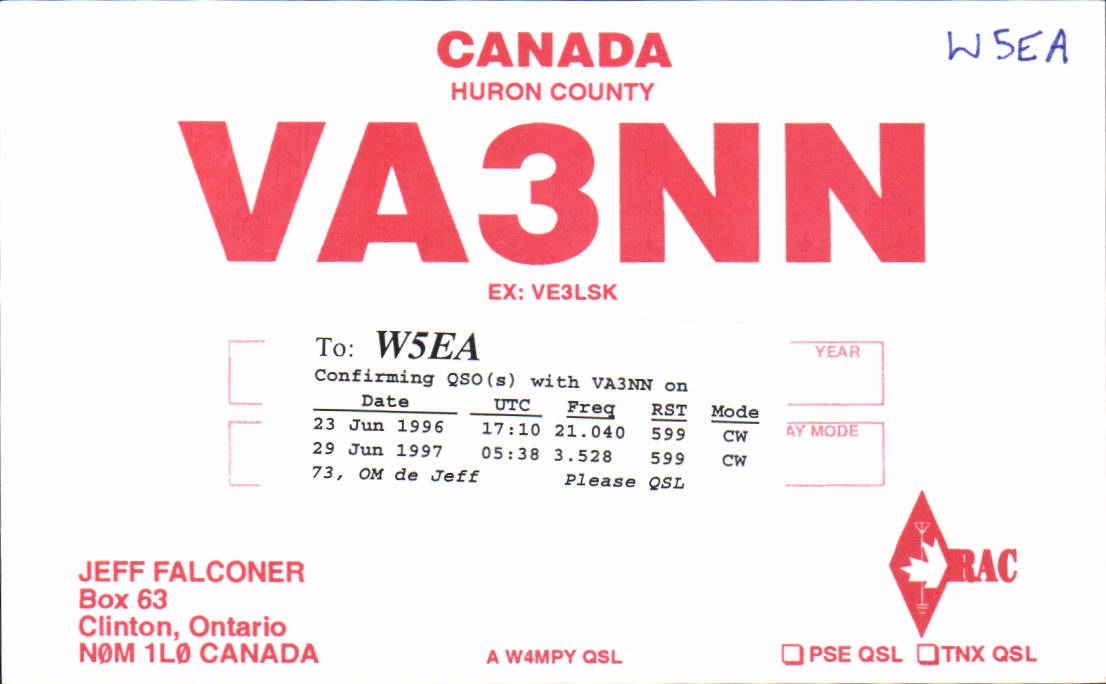 CANADA
W5EA
HURON COUNTY
VA3NN
EX: VE3LSK
To: W5EA
YEAR
Confirming QSO(s) with VA3NN on
Date UTC Freq RST Mode
23 Jun 1996 17:10 21.040 599 CW
AY MODE
29 Jun 1997 05:38 3.528 599 CW
73, OM de Jeff Please QSL
RAC
JEFF FALCONER
Box 63
Clinton, Ontario
NØM 1LØ CANADA
A W4MPY QSL
PSE QSL TNX QSL